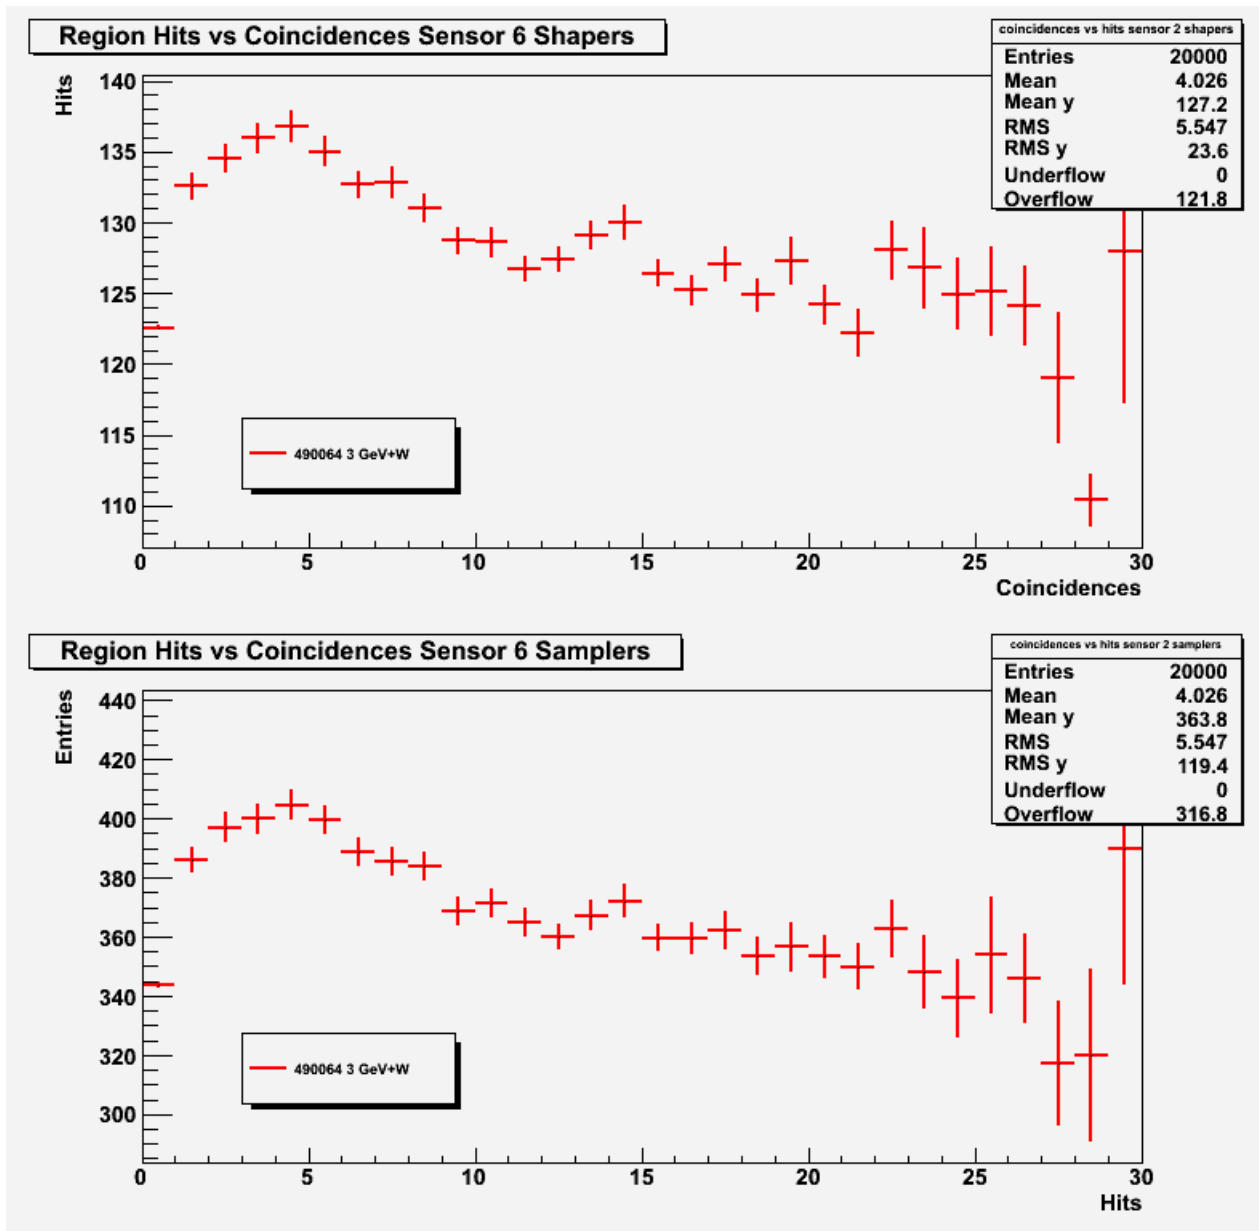 Region Hits vs Coincidences Sensor 6 Shapers
coincidences vs hits sensor 2 shapers
Entries 20000
Mean 4.026
Mean y 127.2
RMS 5.547
RMS y 23.6
Underflow 0
Overflow 121.8
Hits
140
135
130
125
120
115
110
490064 3 GeV+W
0 5 10 15 20 25 30
Coincidences
Region Hits vs Coincidences Sensor 6 Samplers
coincidences vs hits sensor 2 samplers
Entries 20000
Mean 4.026
Mean y 363.8
RMS 5.547
RMS y 119.4
Underflow 0
Overflow 316.8
Entries
440
420
400
380
360
340
320
300
490064 3 GeV+W
0 5 10 15 20 25 30
Hits